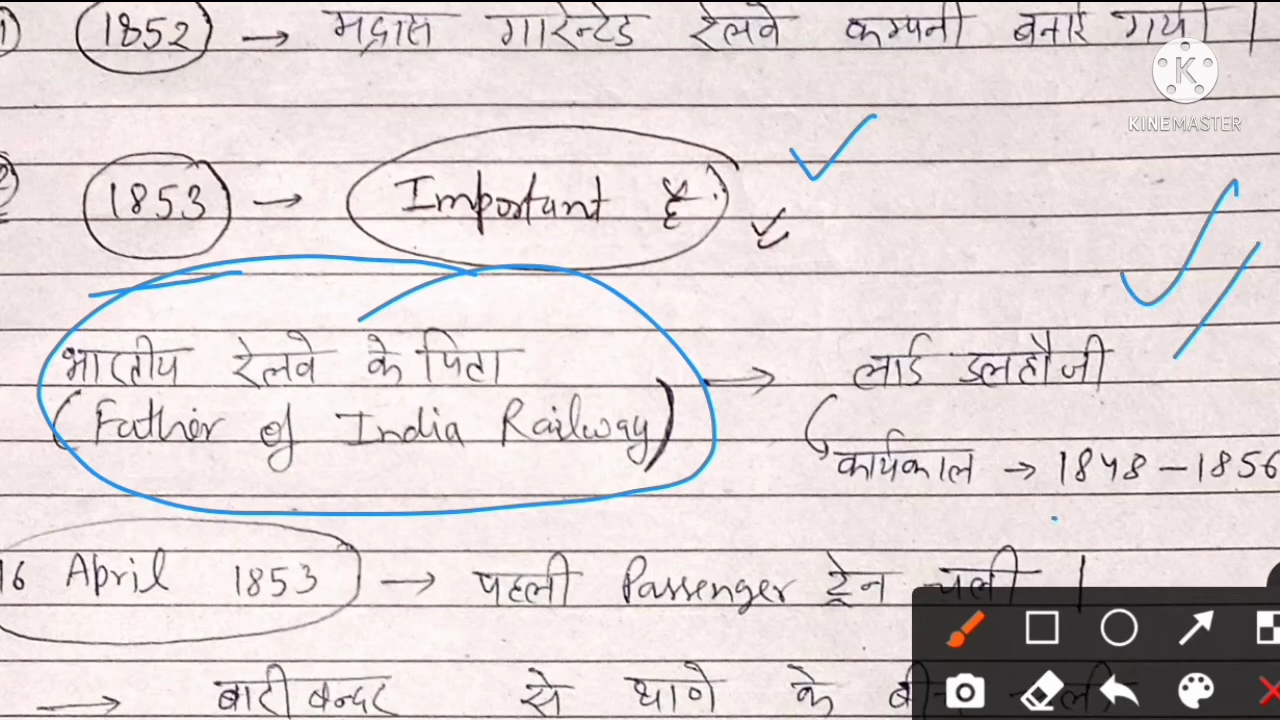 1852 → मद्रास गारेन्टेड रेलवे कम्पनी बनाई गयी |
KINEMASTER
1853 → Important है
भारतीय रेलवे के पिता → लार्ड डलहौजी
(Father of India Railway)
(कार्यकाल → 1848 - 1856
16 April 1853 → पहली Passenger ट्रेन चली |
→ बोरी बन्दर से थाणे के